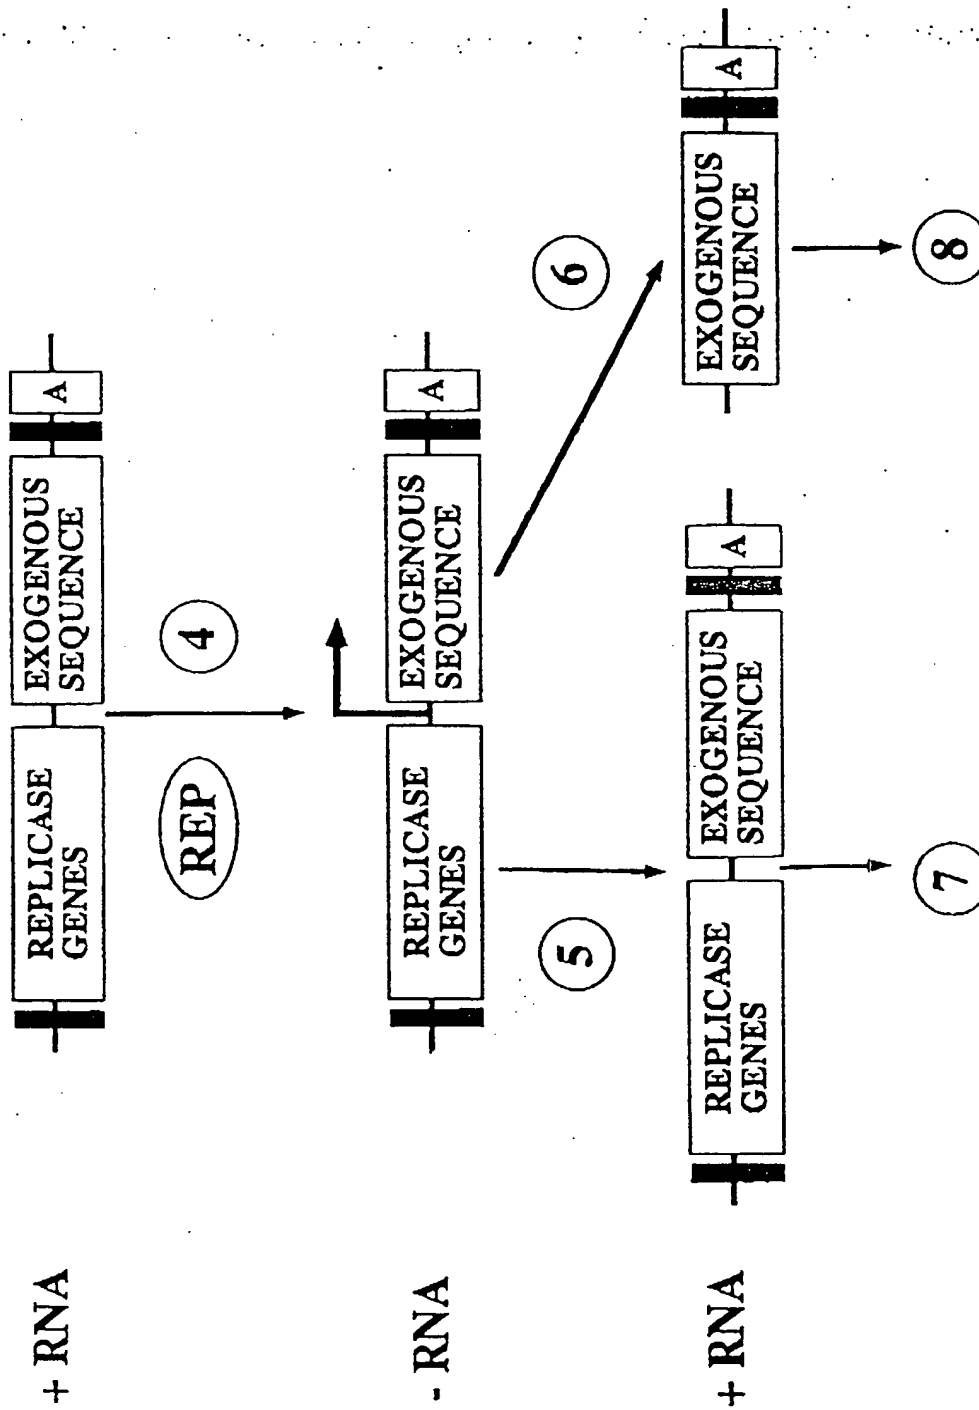 + RNA
REPLICASE
GENES
EXOGENOUS
SEQUENCE
A
REP
4
- RNA
REPLICASE
GENES
EXOGENOUS
SEQUENCE
A
5
6
+ RNA
REPLICASE
GENES
EXOGENOUS
SEQUENCE
A
EXOGENOUS
SEQUENCE
A
7
8